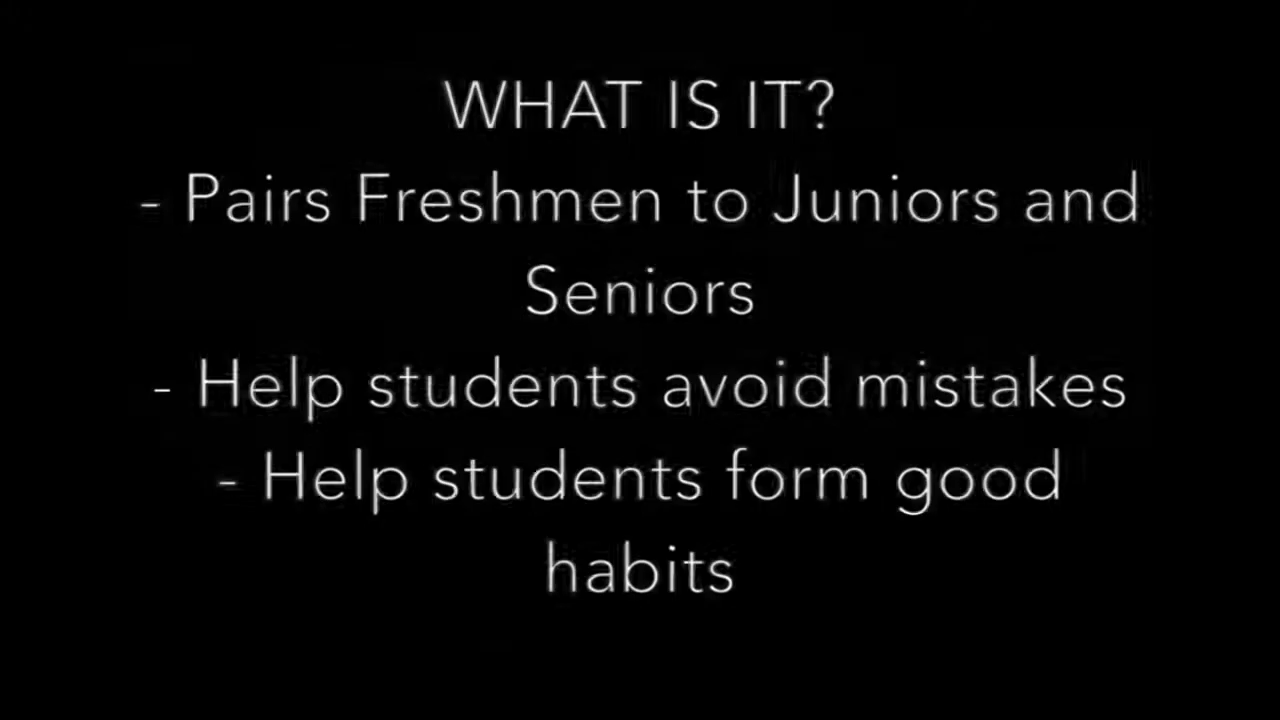 WHAT IS IT?
- Pairs Freshmen to Juniors and
Seniors
- Help students avoid mistakes
- Help students form good
habits